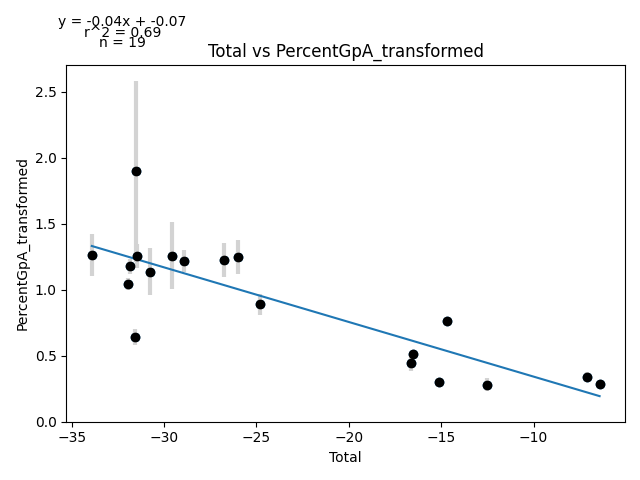 y = -0.04x + -0.07
r^2 = 0.69
n = 19
Total vs PercentGpA_transformed
PercentGpA_transformed
2.5
2.0
1.5
1.0
0.5
0.0
−35
−30
−25
−20
−15
−10
Total